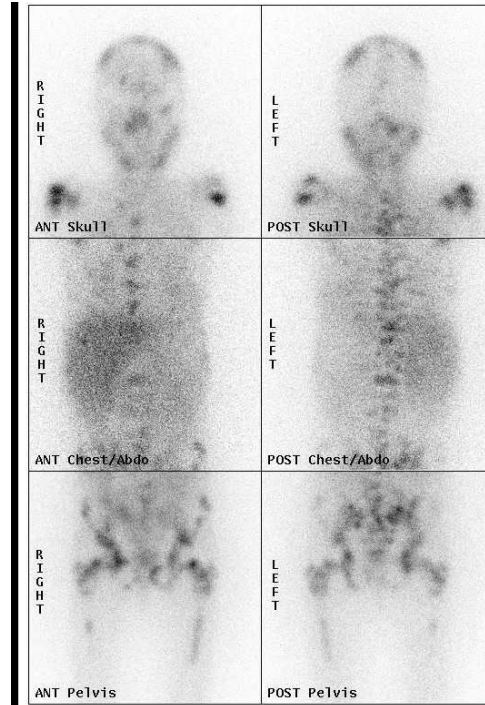 RIGHT
ANT Skull
LEFT
POST Skull
RIGHT
ANT Chest/Abdo
LEFT
POST Chest/Abdo
RIGHT
ANT Pelvis
LEFT
POST Pelvis